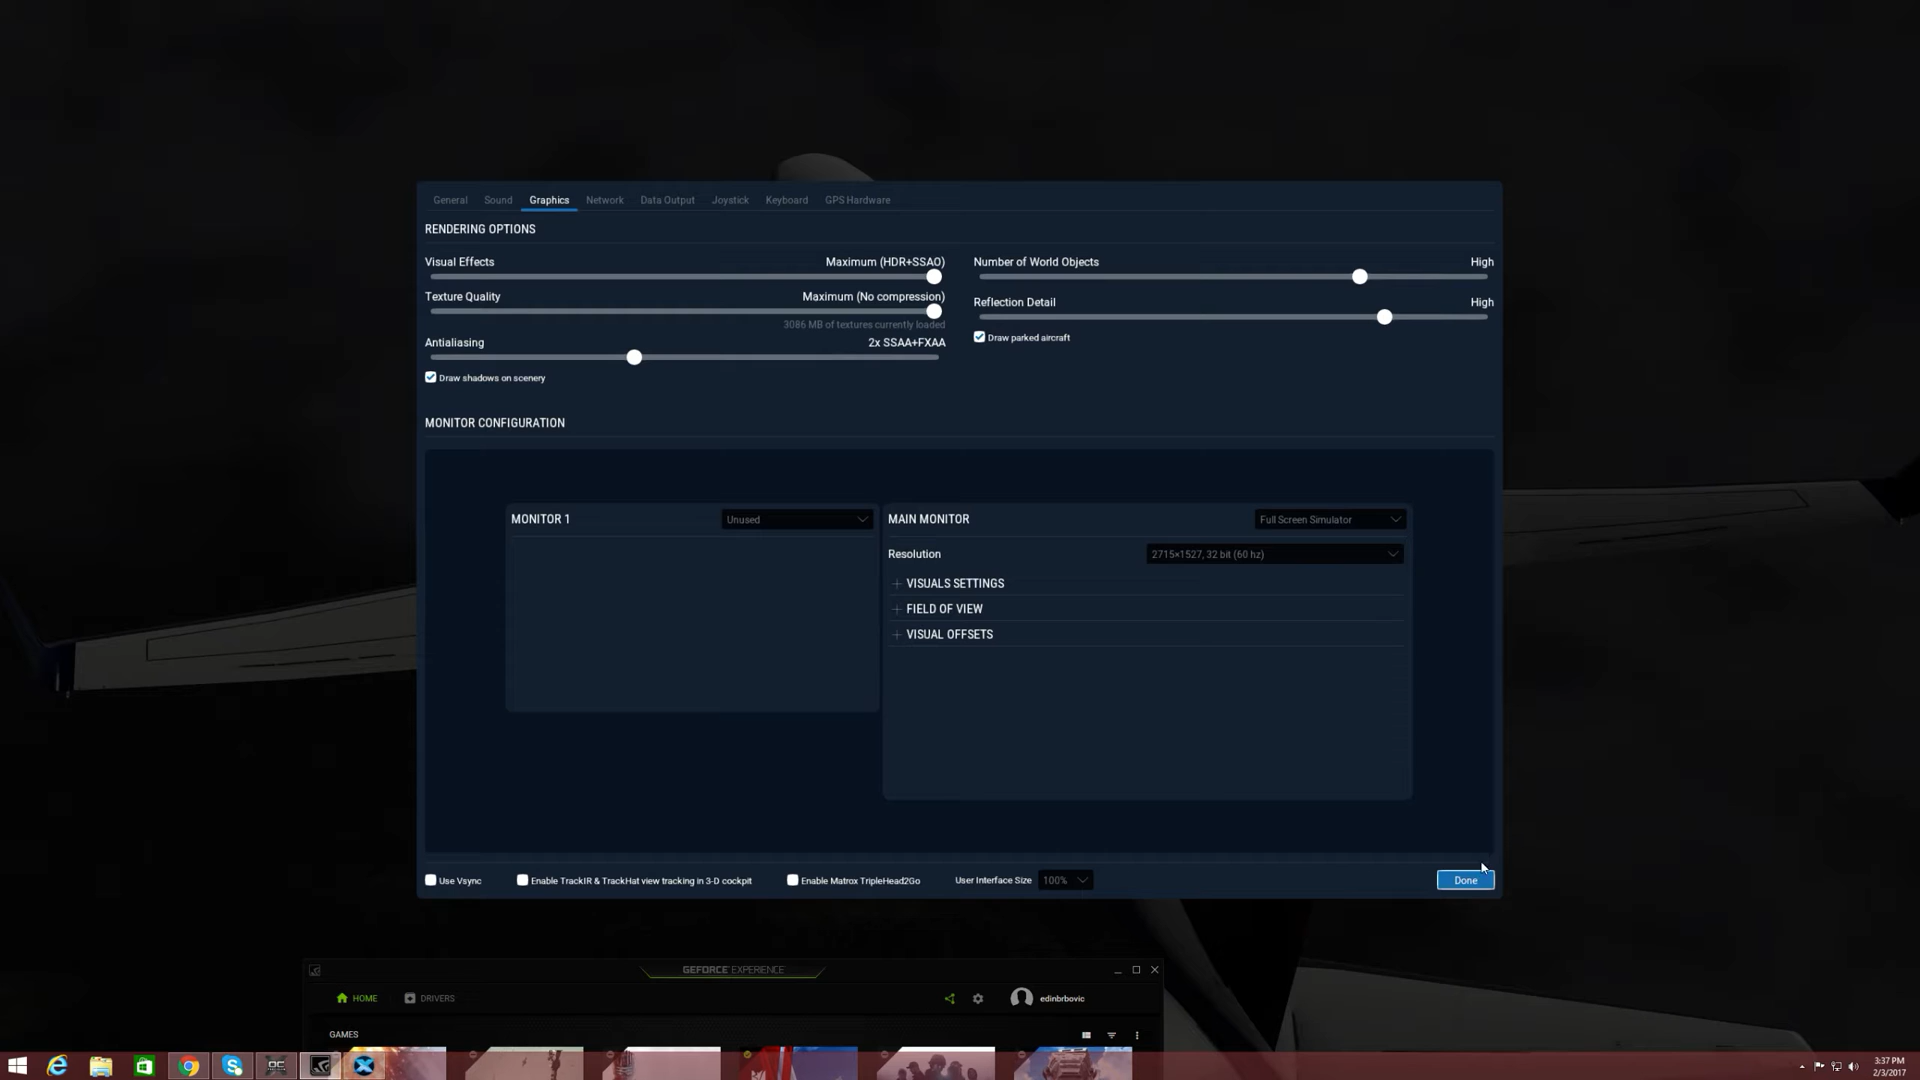 General Sound Graphics Network Data Output Joystick Keyboard GPS Hardware
RENDERING OPTIONS
Visual Effects Maximum (HDR+SSAO)
Texture Quality Maximum (No compression)
3086 MB of textures currently loaded
Antialiasing 2x SSAA+FXAA
Draw shadows on scenery
Number of World Objects High
Reflection Detail High
Draw parked aircraft
MONITOR CONFIGURATION
MONITOR 1 Unused
MAIN MONITOR Full Screen Simulator
Resolution 2715×1527, 32 bit (60 hz)
VISUALS SETTINGS
FIELD OF VIEW
VISUAL OFFSETS
Use Vsync Enable TrackIR & TrackHat view tracking in 3-D cockpit Enable Matrox TripleHead2Go User Interface Size 100% Done
GEFORCE EXPERIENCE
HOME DRIVERS edinbrbovic
GAMES
OC
3:37 PM
2/3/2017